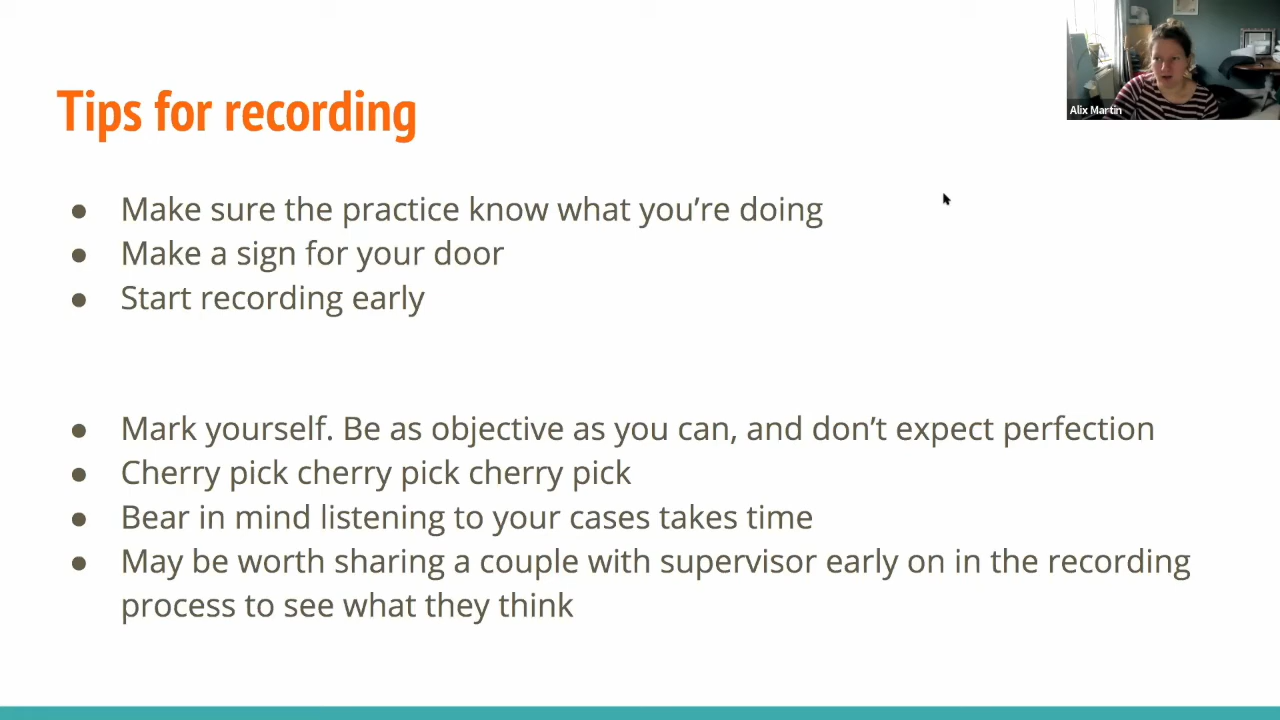 Tips for recording
Alix Martin
● Make sure the practice know what you’re doing
● Make a sign for your door
● Start recording early
● Mark yourself. Be as objective as you can, and don’t expect perfection
● Cherry pick cherry pick cherry pick
● Bear in mind listening to your cases takes time
● May be worth sharing a couple with supervisor early on in the recording
process to see what they think